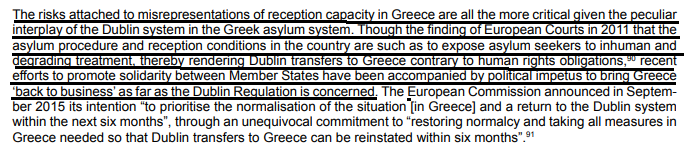 The risks attached to misrepresentations of reception capacity in Greece are all the more critical given the peculiar
interplay of the Dublin system in the Greek asylum system. Though the finding of European Courts in 2011 that the
asylum procedure and reception conditions in the country are such as to expose asylum seekers to inhuman and
degrading treatment, thereby rendering Dublin transfers to Greece contrary to human rights obligations,⁹⁰ recent
efforts to promote solidarity between Member States have been accompanied by political impetus to bring Greece
'back to business' as far as the Dublin Regulation is concerned. The European Commission announced in Septem-
ber 2015 its intention “to prioritise the normalisation of the situation [in Greece] and a return to the Dublin system
within the next six months”, through an unequivocal commitment to “restoring normalcy and taking all measures in
Greece needed so that Dublin transfers to Greece can be reinstated within six months”.⁹¹